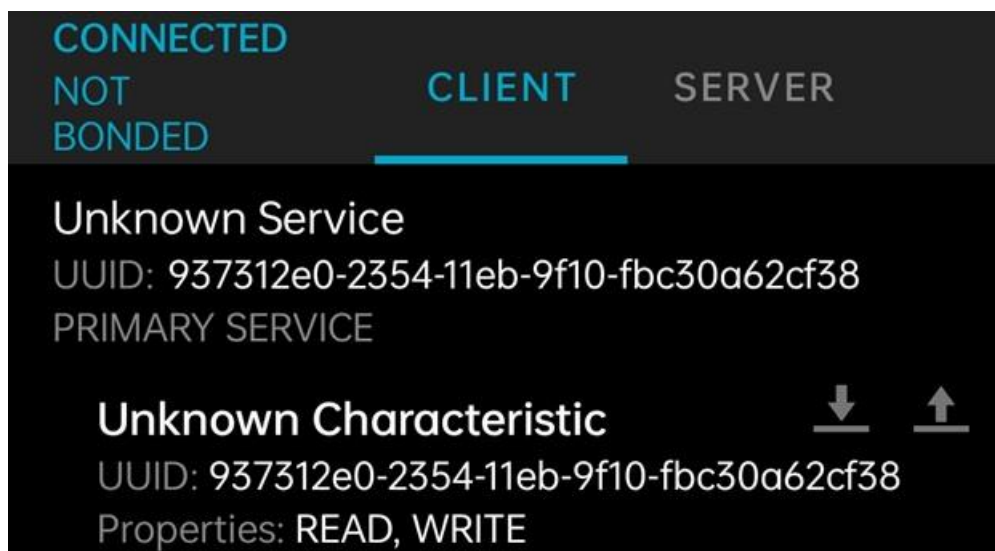 CONNECTED
NOT
BONDED
CLIENT
SERVER
Unknown Service
UUID: 937312e0-2354-11eb-9f10-fbc30a62cf38
PRIMARY SERVICE
Unknown Characteristic
UUID: 937312e0-2354-11eb-9f10-fbc30a62cf38
Properties: READ, WRITE